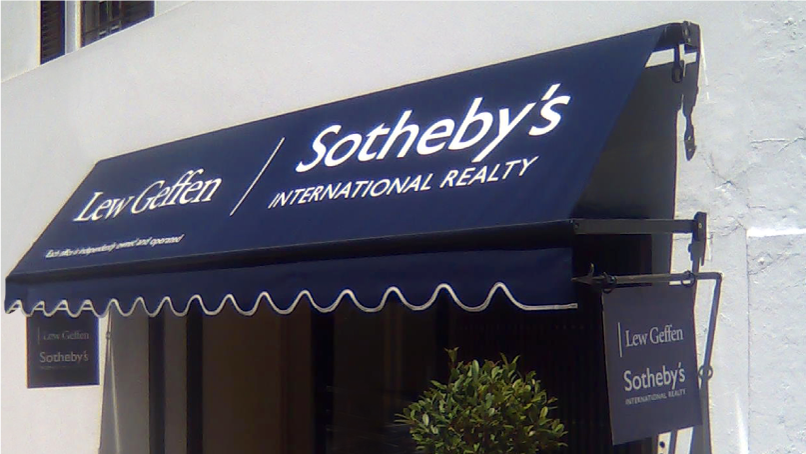 Lew Geffen
Sotheby's
INTERNATIONAL REALTY
Each office is independently owned and operated
Lew Geffen
Sotheby's
Lew Geffen
Sotheby's
INTERNATIONAL REALTY